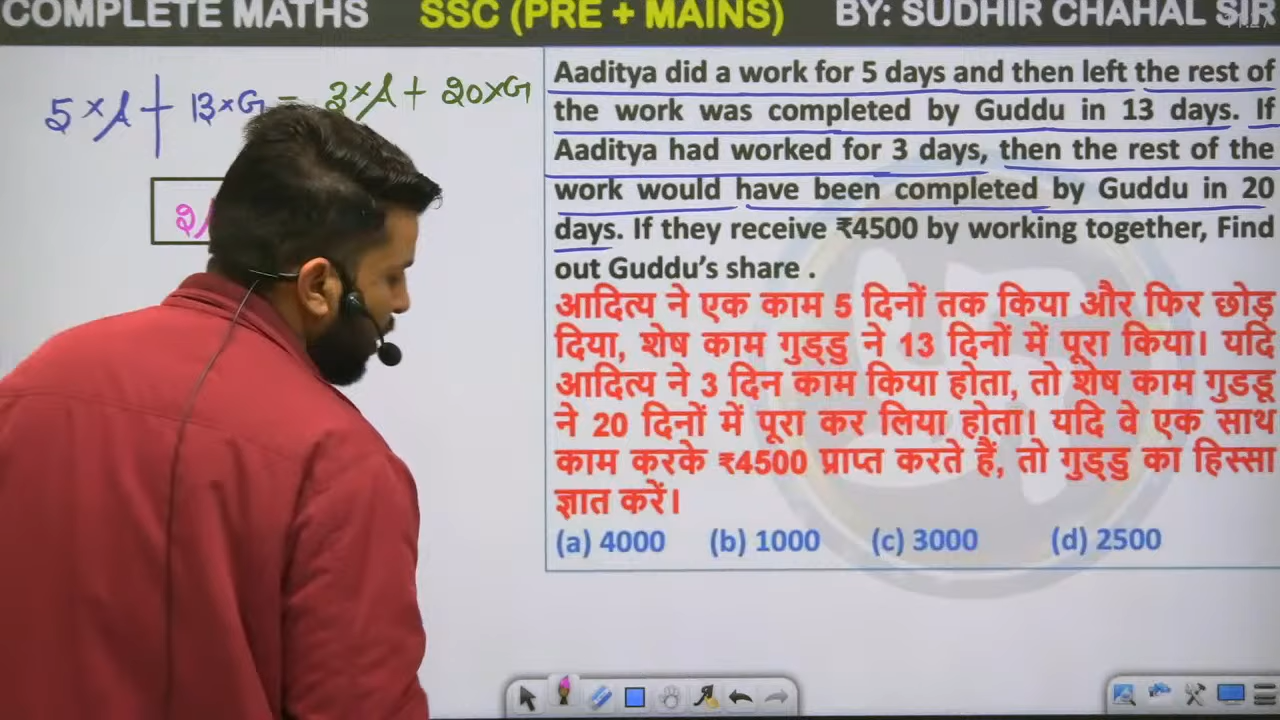 COMPLETE MATHS SSC (PRE + MAINS) BY: SUDHIR CHAHAL SIR
5×A + 13×G = 3×A + 20×G
2A
Aaditya did a work for 5 days and then left the rest of
the work was completed by Guddu in 13 days. If
Aaditya had worked for 3 days, then the rest of the
work would have been completed by Guddu in 20
days. If they receive ₹4500 by working together, Find
out Guddu's share .
आदित्य ने एक काम 5 दिनों तक किया और फिर छोड़
दिया, शेष काम गुड्डु ने 13 दिनों में पूरा किया। यदि
आदित्य ने 3 दिन काम किया होता, तो शेष काम गुडडू
ने 20 दिनों में पूरा कर लिया होता। यदि वे एक साथ
काम करके ₹4500 प्राप्त करते हैं, तो गुड्डु का हिस्सा
ज्ञात करें।
(a) 4000 (b) 1000 (c) 3000 (d) 2500